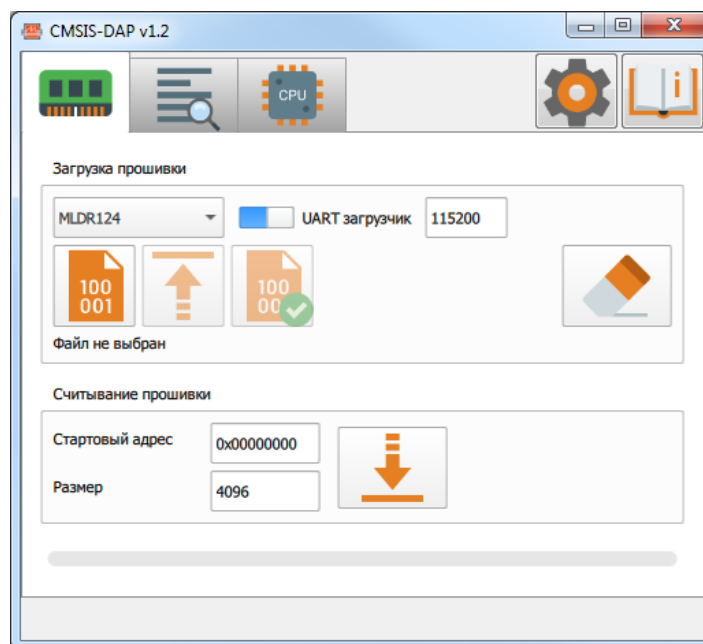 CMSIS-DAP v1.2
CPU
i
Загрузка прошивки
MLDR124
UART загрузчик
115200
100
001
100
00
Файл не выбран
Считывание прошивки
Стартовый адрес
0x00000000
Размер
4096